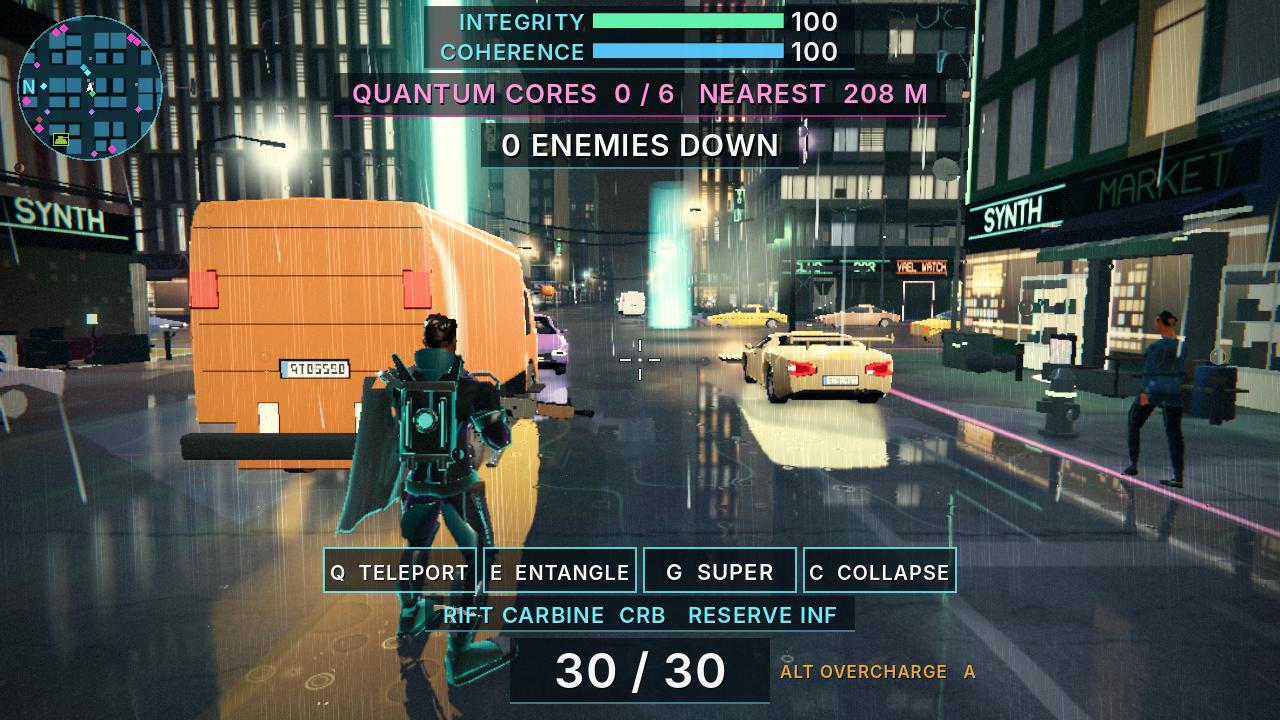 INTEGRITY 100
COHERENCE 100
QUANTUM CORES 0 / 6 NEAREST 208 M
0 ENEMIES DOWN
N
SYNTH
SYNTH
MARKET
BAR
VAEL WATCH
Q TELEPORT
E ENTANGLE
G SUPER
C COLLAPSE
RIFT CARBINE CRB RESERVE INF
30 / 30
ALT OVERCHARGE A